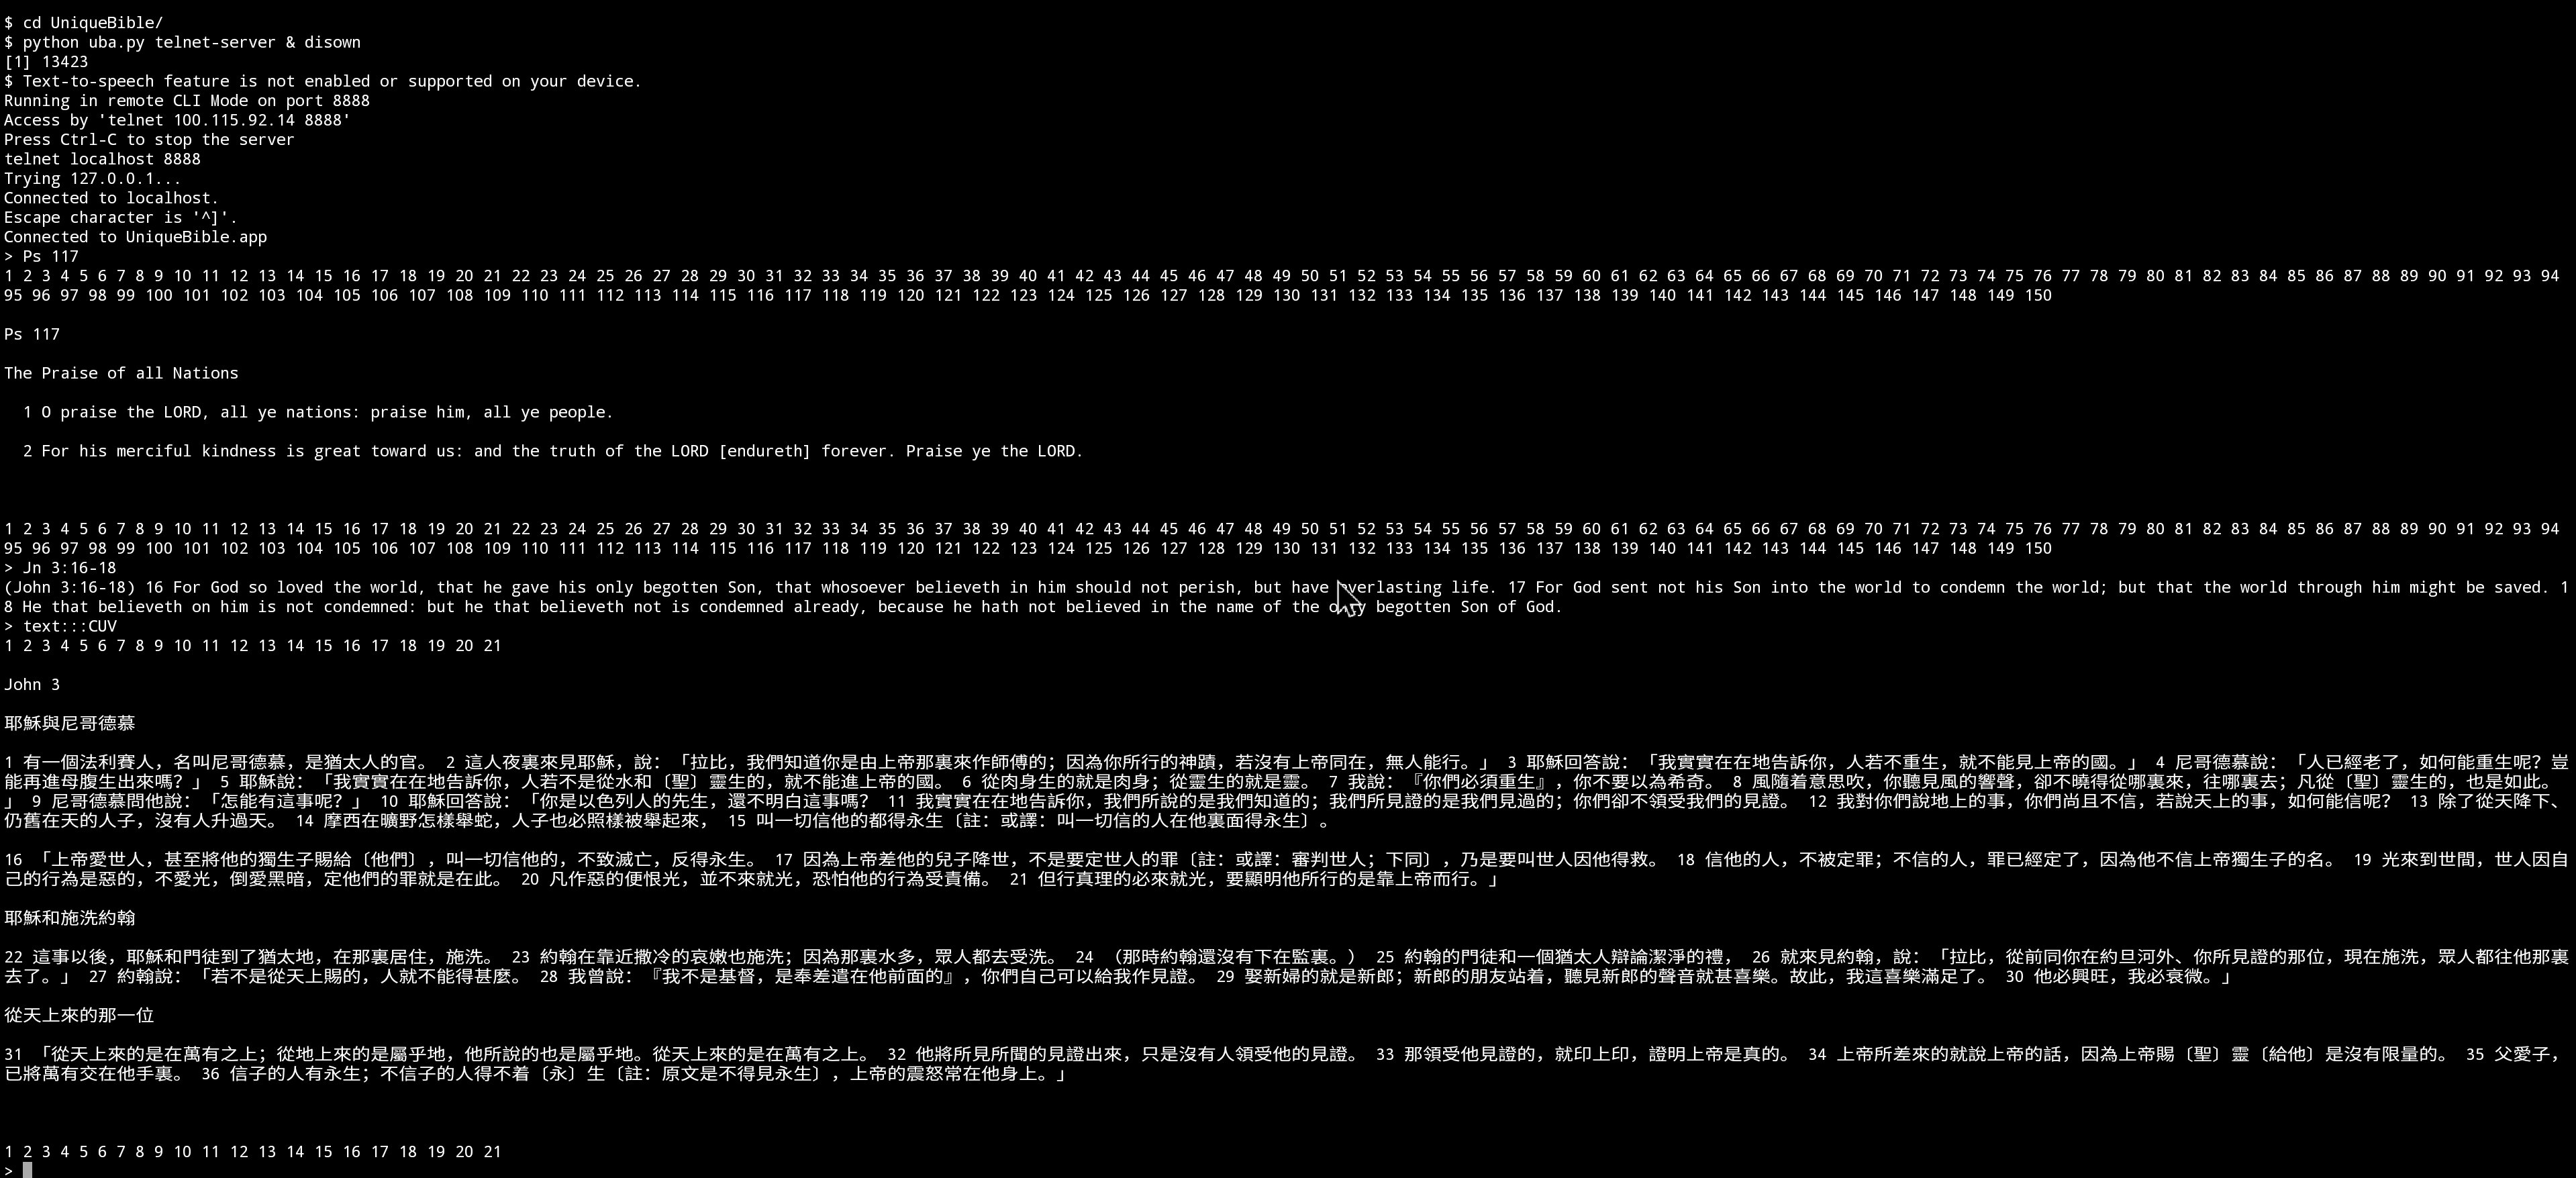 $ cd UniqueBible/
$ python uba.py telnet-server & disown
[1] 13423
$ Text-to-speech feature is not enabled or supported on your device.
Running in remote CLI Mode on port 8888
Access by 'telnet 100.115.92.14 8888'
Press Ctrl-C to stop the server
telnet localhost 8888
Trying 127.0.0.1...
Connected to localhost.
Escape character is '^]'.
Connected to UniqueBible.app
> Ps 117
1 2 3 4 5 6 7 8 9 10 11 12 13 14 15 16 17 18 19 20 21 22 23 24 25 26 27 28 29 30 31 32 33 34 35 36 37 38 39 40 41 42 43 44 45 46 47 48 49 50 51 52 53 54 55 56 57 58 59 60 61 62 63 64 65 66 67 68 69 70 71 72 73 74 75 76 77 78 79 80 81 82 83 84 85 86 87 88 89 90 91 92 93 94
95 96 97 98 99 100 101 102 103 104 105 106 107 108 109 110 111 112 113 114 115 116 117 118 119 120 121 122 123 124 125 126 127 128 129 130 131 132 133 134 135 136 137 138 139 140 141 142 143 144 145 146 147 148 149 150
Ps 117
The Praise of all Nations
1 O praise the LORD, all ye nations: praise him, all ye people.
2 For his merciful kindness is great toward us: and the truth of the LORD [endureth] forever. Praise ye the LORD.
1 2 3 4 5 6 7 8 9 10 11 12 13 14 15 16 17 18 19 20 21 22 23 24 25 26 27 28 29 30 31 32 33 34 35 36 37 38 39 40 41 42 43 44 45 46 47 48 49 50 51 52 53 54 55 56 57 58 59 60 61 62 63 64 65 66 67 68 69 70 71 72 73 74 75 76 77 78 79 80 81 82 83 84 85 86 87 88 89 90 91 92 93 94
95 96 97 98 99 100 101 102 103 104 105 106 107 108 109 110 111 112 113 114 115 116 117 118 119 120 121 122 123 124 125 126 127 128 129 130 131 132 133 134 135 136 137 138 139 140 141 142 143 144 145 146 147 148 149 150
> Jn 3:16-18
(John 3:16-18) 16 For God so loved the world, that he gave his only begotten Son, that whosoever believeth in him should not perish, but have everlasting life. 17 For God sent not his Son into the world to condemn the world; but that the world through him might be saved. 1
8 He that believeth on him is not condemned: but he that believeth not is condemned already, because he hath not believed in the name of the only begotten Son of God.
> text:::CUV
1 2 3 4 5 6 7 8 9 10 11 12 13 14 15 16 17 18 19 20 21
John 3
耶穌與尼哥德慕
1 有一個法利賽人，名叫尼哥德慕，是猶太人的官。 2 這人夜裏來見耶穌，說：「拉比，我們知道你是由上帝那裏來作師傅的；因為你所行的神蹟，若沒有上帝同在，無人能行。」 3 耶穌回答說：「我實實在在地告訴你，人若不重生，就不能見上帝的國。」 4 尼哥德慕說：「人已經老了，如何能重生呢？豈
能再進母腹生出來嗎？」 5 耶穌說：「我實實在在地告訴你，人若不是從水和〔聖〕靈生的，就不能進上帝的國。 6 從肉身生的就是肉身；從靈生的就是靈。 7 我說：『你們必須重生』，你不要以為希奇。 8 風隨着意思吹，你聽見風的響聲，卻不曉得從哪裏來，往哪裏去；凡從〔聖〕靈生的，也是如此。
」 9 尼哥德慕問他說：「怎能有這事呢？」 10 耶穌回答說：「你是以色列人的先生，還不明白這事嗎？ 11 我實實在在地告訴你，我們所說的是我們知道的；我們所見證的是我們見過的；你們卻不領受我們的見證。 12 我對你們說地上的事，你們尚且不信，若說天上的事，如何能信呢？ 13 除了從天降下、
仍舊在天的人子，沒有人升過天。 14 摩西在曠野怎樣舉蛇，人子也必照樣被舉起來， 15 叫一切信他的都得永生〔註：或譯：叫一切信的人在他裏面得永生〕。
16 「上帝愛世人，甚至將他的獨生子賜給〔他們〕，叫一切信他的，不致滅亡，反得永生。 17 因為上帝差他的兒子降世，不是要定世人的罪〔註：或譯：審判世人；下同〕，乃是要叫世人因他得救。 18 信他的人，不被定罪；不信的人，罪已經定了，因為他不信上帝獨生子的名。 19 光來到世間，世人因自
己的行為是惡的，不愛光，倒愛黑暗，定他們的罪就是在此。 20 凡作惡的便恨光，並不來就光，恐怕他的行為受責備。 21 但行真理的必來就光，要顯明他所行的是靠上帝而行。」
耶穌和施洗約翰
22 這事以後，耶穌和門徒到了猶太地，在那裏居住，施洗。 23 約翰在靠近撒冷的哀嫩也施洗；因為那裏水多，眾人都去受洗。 24 （那時約翰還沒有下在監裏。） 25 約翰的門徒和一個猶太人辯論潔淨的禮， 26 就來見約翰，說：「拉比，從前同你在約旦河外、你所見證的那位，現在施洗，眾人都往他那裏
去了。」 27 約翰說：「若不是從天上賜的，人就不能得甚麼。 28 我曾說：『我不是基督，是奉差遣在他前面的』，你們自己可以給我作見證。 29 娶新婦的就是新郎；新郎的朋友站着，聽見新郎的聲音就甚喜樂。故此，我這喜樂滿足了。 30 他必興旺，我必衰微。」
從天上來的那一位
31 「從天上來的是在萬有之上；從地上來的是屬乎地，他所說的也是屬乎地。從天上來的是在萬有之上。 32 他將所見所聞的見證出來，只是沒有人領受他的見證。 33 那領受他見證的，就印上印，證明上帝是真的。 34 上帝所差來的就說上帝的話，因為上帝賜〔聖〕靈〔給他〕是沒有限量的。 35 父愛子，
已將萬有交在他手裏。 36 信子的人有永生；不信子的人得不着〔永〕生〔註：原文是不得見永生〕，上帝的震怒常在他身上。」
1 2 3 4 5 6 7 8 9 10 11 12 13 14 15 16 17 18 19 20 21
>